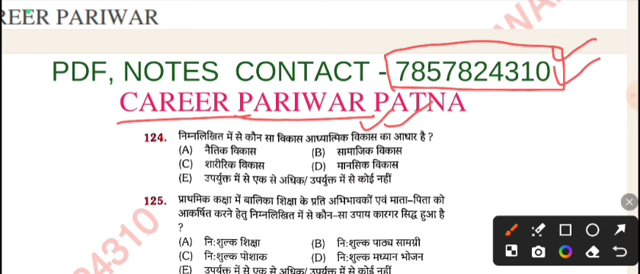 REER PARIWAR
PDF, NOTES CONTACT - 7857824310
CAREER PARIWAR PATNA
124. निम्नलिखित में से कौन सा विकास आध्यात्मिक विकास का आधार है ?
(A) नैतिक विकास (B) सामाजिक विकास
(C) शारीरिक विकास (D) मानसिक विकास
(E) उपर्युक्त में से एक से अधिक/ उपर्युक्त में से कोई नहीं
125. प्राथमिक कक्षा में बालिका शिक्षा के प्रति अभिभावकों एवं माता–पिता को
आकर्षित करने हेतु निम्नलिखित में से कौन–सा उपाय कारगर सिद्ध हुआ है
?
(A) नि:शुल्क शिक्षा (B) नि:शुल्क पाठ्य सामग्री
(C) नि:शुल्क पोशाक (D) नि:शुल्क मध्यान भोजन
(E) उपर्युक्त में से एक से अधिक/ उपर्युक्त में से कोई नहीं
4310